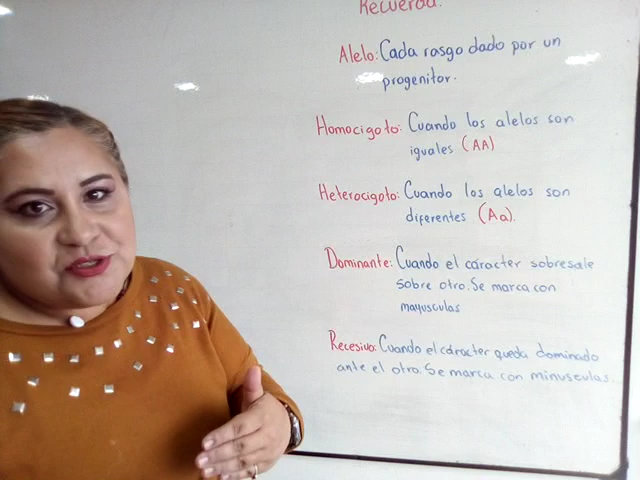 Recuerda:
Alelo: Cada rasgo dado por un
progenitor.
Homocigoto: Cuando los alelos son
iguales (AA)
Heterocigoto: Cuando los alelos son
diferentes (Aa).
Dominante: Cuando el carácter sobresale
sobre otro. Se marca con
mayusculas
Recesivo: Cuando el carácter queda dominado
ante el otro. Se marca con minusculas.